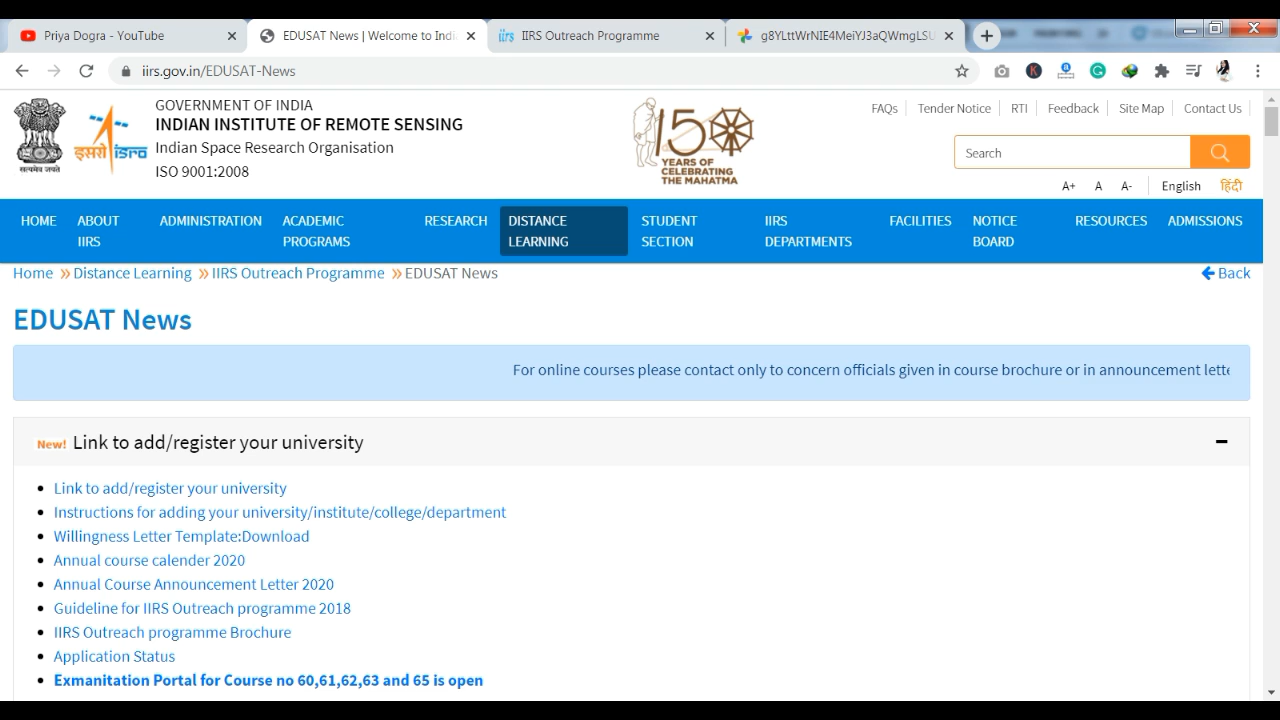 Priya Dogra - YouTube
EDUSAT News | Welcome to Indi
iirs IIRS Outreach Programme
g8YLttWrNIE4MeiYJ3aQWmgLSU
iirs.gov.in/EDUSAT-News
GOVERNMENT OF INDIA
INDIAN INSTITUTE OF REMOTE SENSING
Indian Space Research Organisation
ISO 9001:2008
सत्यमेव जयते
इसरो isro
150
YEARS OF
CELEBRATING
THE MAHATMA
FAQs Tender Notice RTI Feedback Site Map Contact Us
Search
A+ A A- English हिंदी
HOME ABOUT IIRS ADMINISTRATION ACADEMIC PROGRAMS RESEARCH DISTANCE LEARNING STUDENT SECTION IIRS DEPARTMENTS FACILITIES NOTICE BOARD RESOURCES ADMISSIONS
Home » Distance Learning » IIRS Outreach Programme » EDUSAT News
Back
EDUSAT News
For online courses please contact only to concern officials given in course brochure or in announcement lette
New! Link to add/register your university
Link to add/register your university
Instructions for adding your university/institute/college/department
Willingness Letter Template:Download
Annual course calender 2020
Annual Course Announcement Letter 2020
Guideline for IIRS Outreach programme 2018
IIRS Outreach programme Brochure
Application Status
Exmanitation Portal for Course no 60,61,62,63 and 65 is open